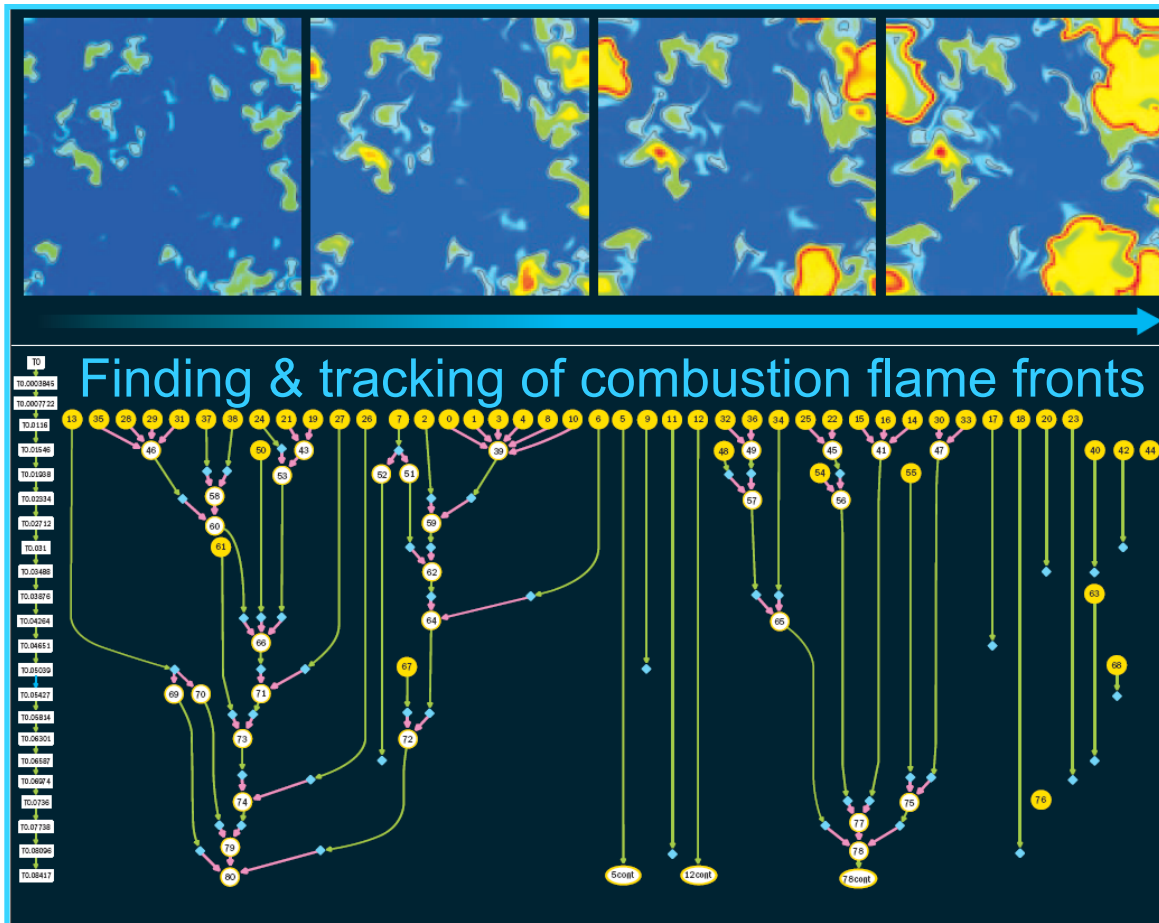 T0
Finding & tracking of combustion flame fronts
T0.0003845
T0.0007722
T0.0116
13 35 28 29 31 37 38 24 21 19 27 26 7 2 0 1 3 4 8 10 6 5 9 11 12 32 36 34 25 22 15 16 14 30 33 17 18 20 23
T0.01546
46 50 43 39 48 49 45 41 47 40 42 44
T0.01938
53 52 51 54 55
T0.02334
58 57 56
T0.02712
60 59
T0.031
61
T0.03488
62
T0.03876
63
T0.04264
64 65
T0.04651
66
T0.05039
67 68
T0.05427
69 70 71
T0.05814
T0.06301
73 72
T0.06587
T0.06974
T0.0736
74 75 76
T0.07738
77
T0.08096
79 78
T0.08417
80 5cont 12cont 78cont